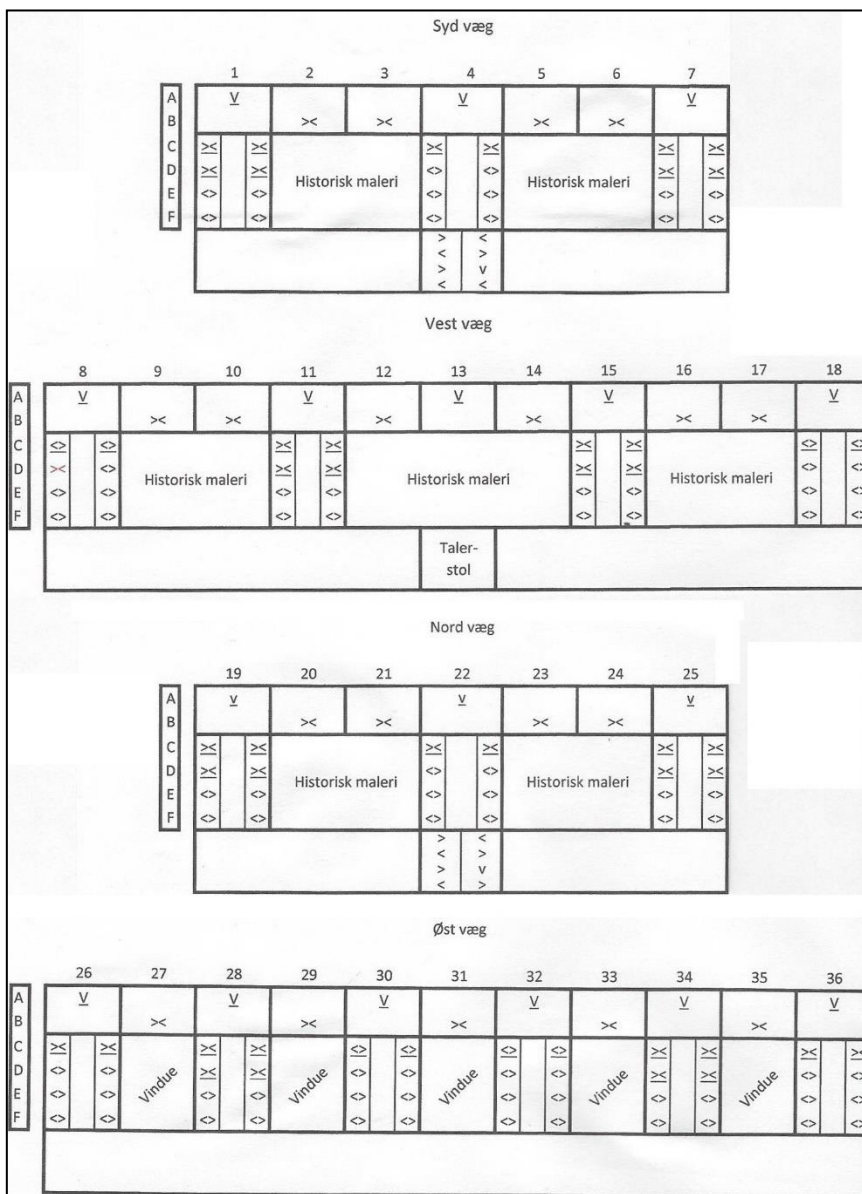 Syd væg
1 2 3 4 5 6 7
A V V V
B >< >< >< ><
C >< >< >< >< >< ><
D >< >< Historisk maleri <> <> Historisk maleri >< ><
E <> <> <> <> <> <>
F <> <> <> <> <> <>
> <
< >
> v
< <
Vest væg
8 9 10 11 12 13 14 15 16 17 18
A V V V V V
B >< >< >< >< >< ><
C <> <> >< >< >< >< <> <>
D >< <> Historisk maleri >< >< Historisk maleri >< >< Historisk maleri <> <>
E <> <> <> <> <> <> <> <>
F <> <> <> <> <> <> <> <>
Taler-
stol
Nord væg
19 20 21 22 23 24 25
A v v v
B >< >< >< ><
C >< >< >< >< >< ><
D >< >< Historisk maleri <> <> Historisk maleri >< ><
E <> <> <> <> <> <>
F <> <> <> <> <> <>
> <
< >
> v
< >
Øst væg
26 27 28 29 30 31 32 33 34 35 36
A V V V V V V
B >< >< >< >< ><
C >< >< >< >< <> <> <> <> >< >< >< ><
D <> <> Vindue >< >< Vindue <> <> Vindue <> <> Vindue >< >< Vindue <> <>
E <> <> <> <> <> <> <> <> <> <> <> <>
F <> <> <> <> <> <> <> <> <> <> <> <>